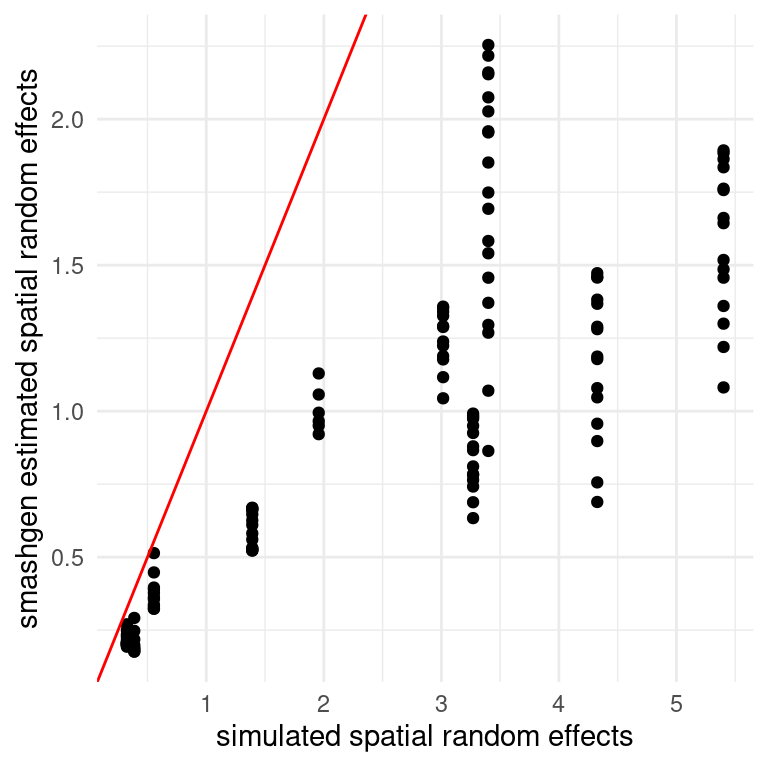 smashgen estimated spatial random effects
2.0
1.5
1.0
0.5
1 2 3 4 5
simulated spatial random effects